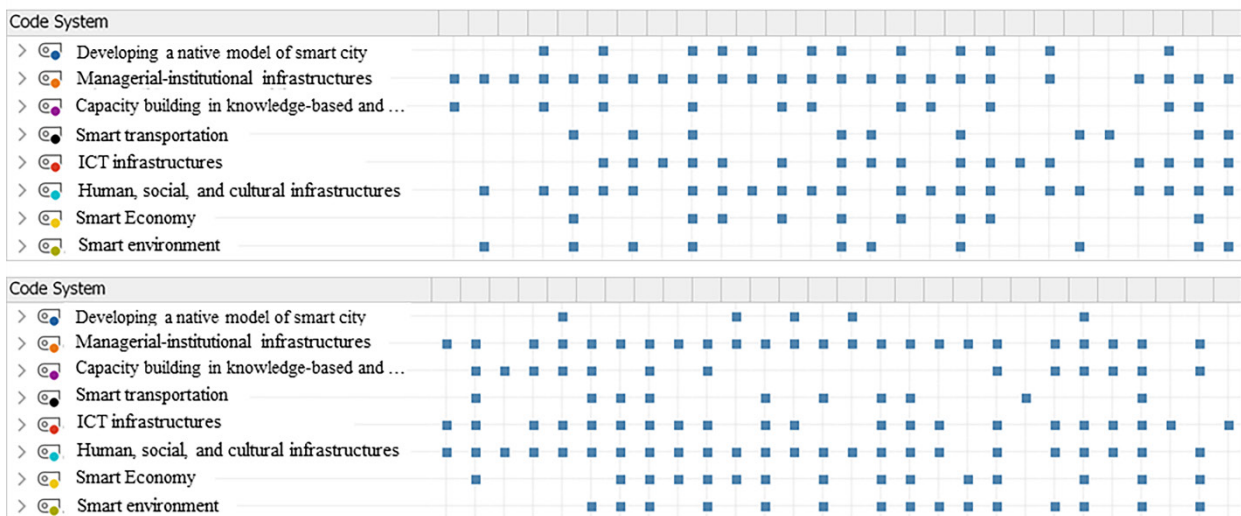 Code System
Developing a native model of smart city
Managerial-institutional infrastructures
Capacity building in knowledge-based and ...
Smart transportation
ICT infrastructures
Human, social, and cultural infrastructures
Smart Economy
Smart environment
Code System
Developing a native model of smart city
Managerial-institutional infrastructures
Capacity building in knowledge-based and ...
Smart transportation
ICT infrastructures
Human, social, and cultural infrastructures
Smart Economy
Smart environment